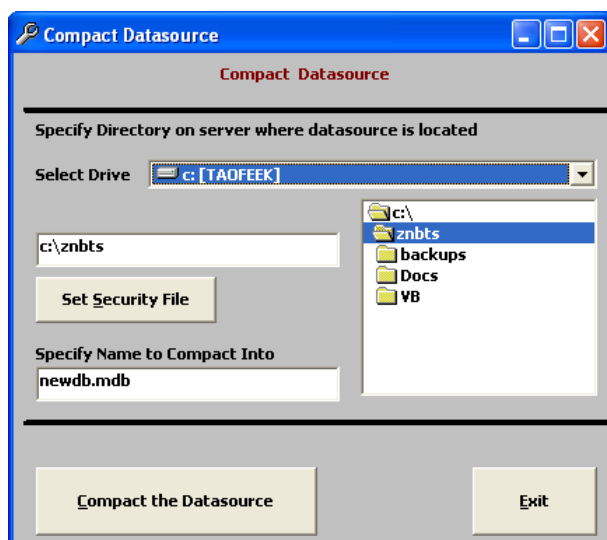 Compact Datasource
Compact Datasource
Specify Directory on server where datasource is located
Select Drive
c: [TAOFEEK]
c:\znbts
Set Security File
Specify Name to Compact Into
newdb.mdb
c:\
znbts
backups
Docs
VB
Compact the Datasource
Exit